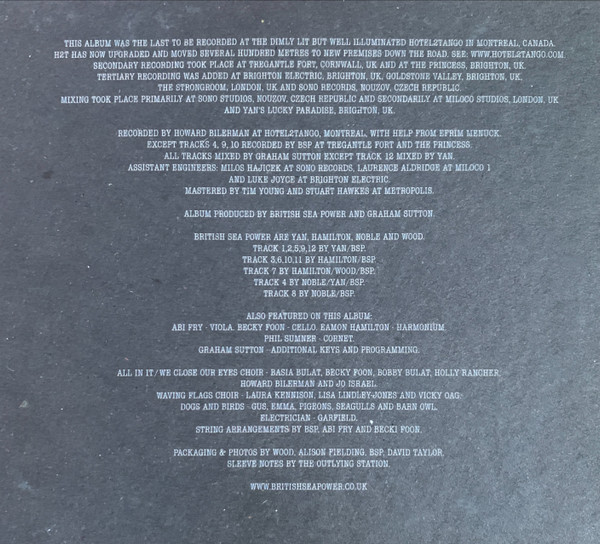 THIS ALBUM WAS THE LAST TO BE RECORDED AT THE DIMLY LIT BUT WELL ILLUMINATED HOTEL2TANGO IN MONTREAL, CANADA.
H2T HAS NOW UPGRADED AND MOVED SEVERAL HUNDRED METRES TO NEW PREMISES DOWN THE ROAD. SEE: WWW.HOTEL2TANGO.COM.
SECONDARY RECORDING TOOK PLACE AT TREGANTLE FORT, CORNWALL, UK AND AT THE PRINCESS, BRIGHTON, UK.
TERTIARY RECORDING WAS ADDED AT BRIGHTON ELECTRIC, BRIGHTON, UK, GOLDSTONE VALLEY, BRIGHTON, UK.
THE STRONGROOM, LONDON, UK AND SONO RECORDS, NOUZOV, CZECH REPUBLIC.
MIXING TOOK PLACE PRIMARILY AT SONO STUDIOS, NOUZOV, CZECH REPUBLIC AND SECONDARILY AT MILOCO STUDIOS, LONDON, UK
AND YAN'S LUCKY PARADISE, BRIGHTON, UK.
RECORDED BY HOWARD BILERMAN AT HOTEL2TANGO, MONTREAL, WITH HELP FROM EFRIM MENUCK.
EXCEPT TRACKS 4, 9, 10 RECORDED BY BSP AT TREGANTLE FORT AND THE PRINCESS.
ALL TRACKS MIXED BY GRAHAM SUTTON EXCEPT TRACK 12 MIXED BY YAN.
ASSISTANT ENGINEERS: MILOS HAJICEK AT SONO RECORDS, LAURENCE ALDRIDGE AT MILOCO 1
AND LUKE JOYCE AT BRIGHTON ELECTRIC.
MASTERED BY TIM YOUNG AND STUART HAWKES AT METROPOLIS.
ALBUM PRODUCED BY BRITISH SEA POWER AND GRAHAM SUTTON.
BRITISH SEA POWER ARE YAN, HAMILTON, NOBLE AND WOOD.
TRACK 1,2,5,9,12 BY YAN/BSP.
TRACK 3,6,10,11 BY HAMILTON/BSP.
TRACK 7 BY HAMILTON/WOOD/BSP.
TRACK 4 BY NOBLE/YAN/BSP.
TRACK 8 BY NOBLE/BSP.
ALSO FEATURED ON THIS ALBUM:
ABI FRY - VIOLA. BECKY FOON - CELLO. EAMON HAMILTON - HARMONIUM.
PHIL SUMNER - CORNET.
GRAHAM SUTTON - ADDITIONAL KEYS AND PROGRAMMING.
ALL IN IT/WE CLOSE OUR EYES CHOIR - BASIA BULAT, BECKY FOON, BOBBY BULAT, HOLLY RANCHER,
HOWARD BILERMAN AND JO ISRAEL.
WAVING FLAGS CHOIR - LAURA KENNISON, LISA LINDLEY-JONES AND VICKY OAG.
DOGS AND BIRDS - GUS, EMMA, PIGEONS, SEAGULLS AND BARN OWL.
ELECTRICIAN - GARFIELD.
STRING ARRANGEMENTS BY BSP, ABI FRY AND BECKI FOON.
PACKAGING & PHOTOS BY WOOD, ALISON FIELDING, BSP, DAVID TAYLOR.
SLEEVE NOTES BY THE OUTLYING STATION.
WWW.BRITISHSEAPOWER.CO.UK